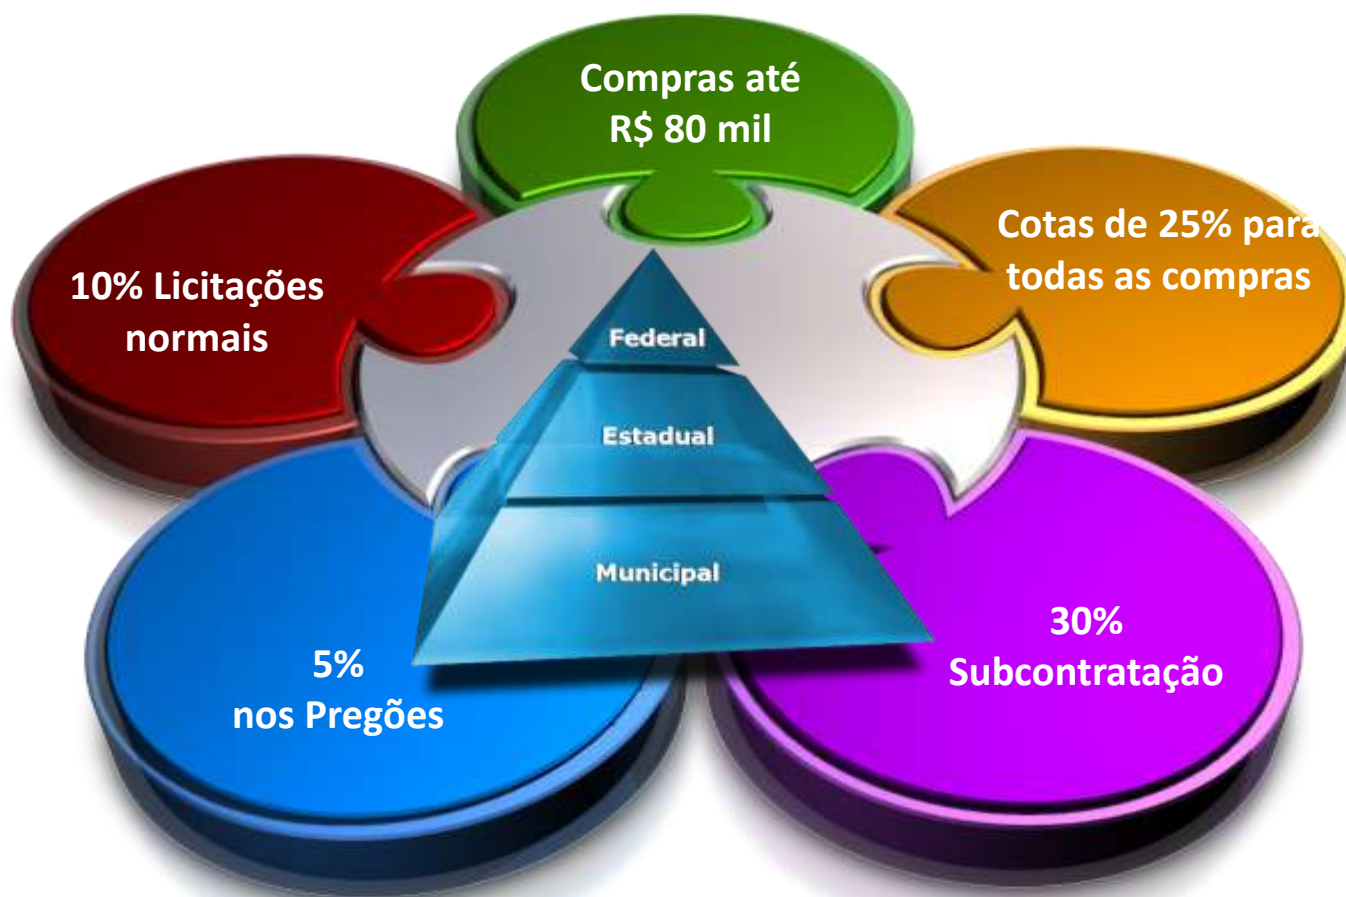 Compras até
R$ 80 mil
Cotas de 25% para
todas as compras
10% Licitações
normais
Federal
Estadual
Municipal
30%
Subcontratação
5%
nos Pregões